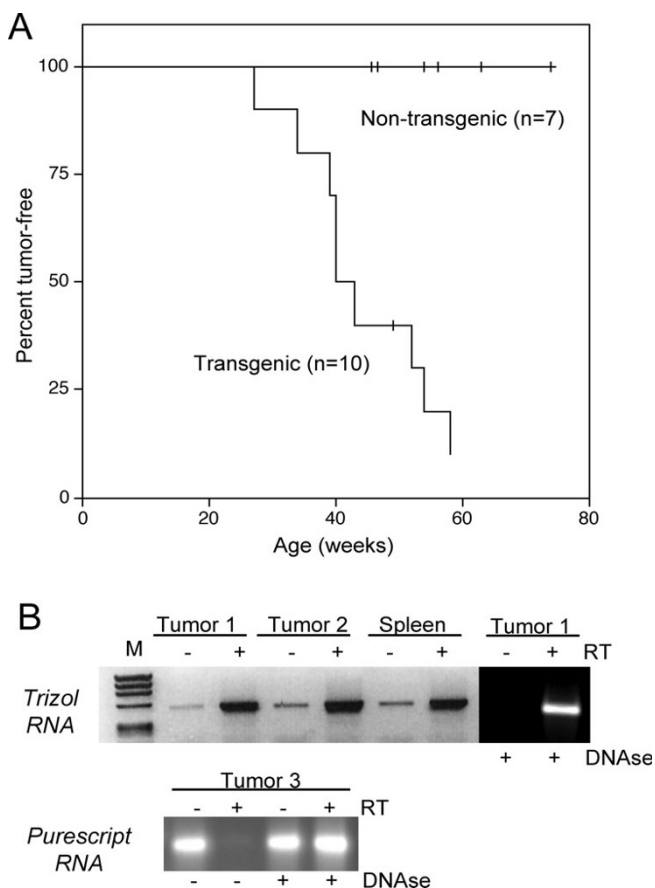 A
100
75
50
25
0
Percent tumor-free
Non-transgenic (n=7)
Transgenic (n=10)
0 20 40 60 80
Age (weeks)
B
Tumor 1 Tumor 2 Spleen Tumor 1
M - + - + - + - + RT
Trizol
RNA
+ + DNAse
Tumor 3
- + - + RT
Purescript
RNA
- - + + DNAse